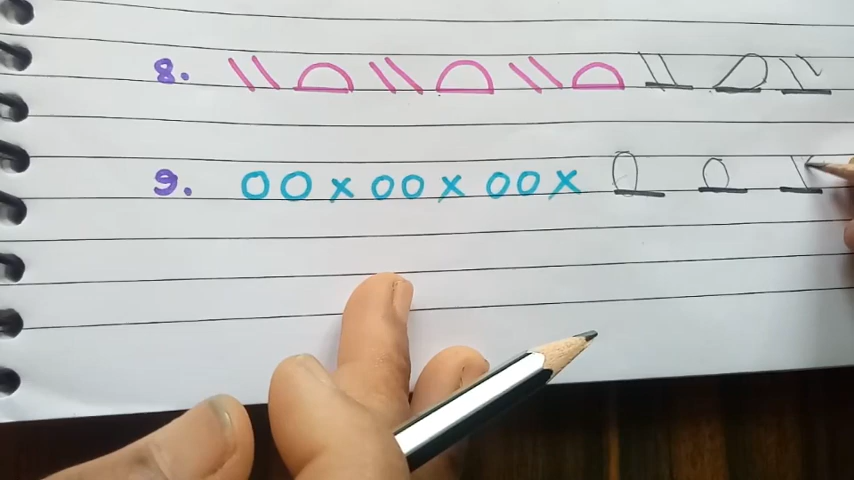 8. \\ ⌓ \\ ⌓ \\ ⌓ \\ ⌓ \\
9. O O X O O X O O X O O